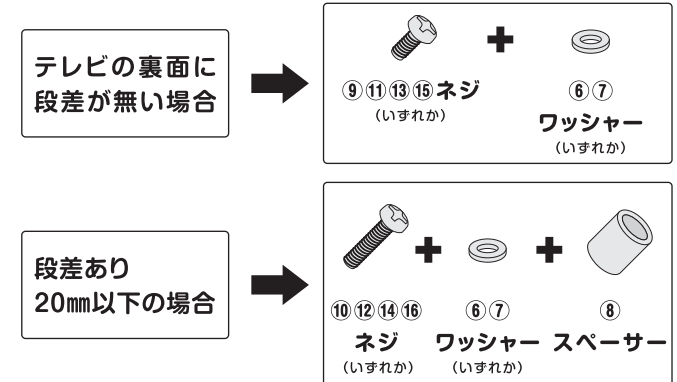 テレビの裏面に
段差が無い場合
⑨⑪⑬⑮ネジ
(いずれか)
⑥⑦
ワッシャー
(いずれか)
段差あり
20㎜以下の場合
⑩⑫⑭⑯
ネジ
(いずれか)
⑥⑦
ワッシャー
(いずれか)
⑧
スペーサー